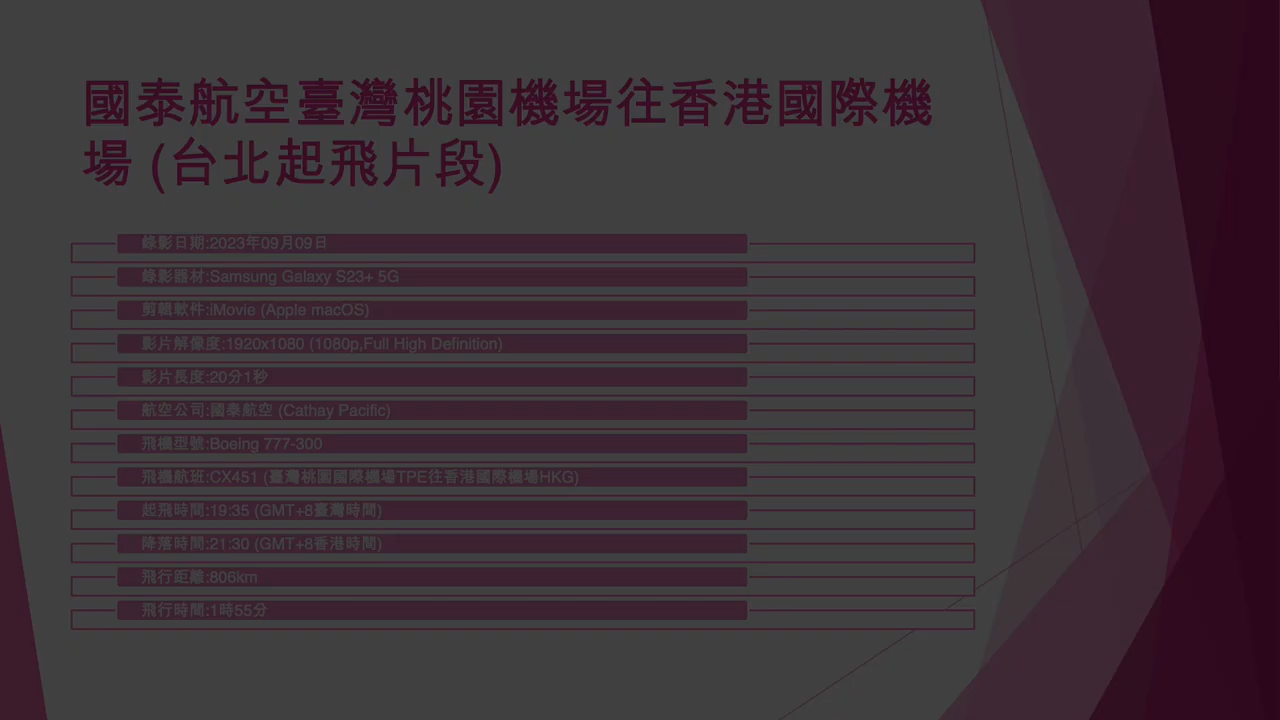 國泰航空臺灣桃園機場往香港國際機
場 (台北起飛片段)
錄影日期:2023年09月09日
錄影器材:Samsung Galaxy S23+ 5G
剪輯軟件:iMovie (Apple macOS)
影片解像度:1920x1080 (1080p,Full High Definition)
影片長度:20分1秒
航空公司:國泰航空 (Cathay Pacific)
飛機型號:Boeing 777-300
飛機航班:CX451 (臺灣桃園國際機場TPE往香港國際機場HKG)
起飛時間:19:35 (GMT+8臺灣時間)
降落時間:21:30 (GMT+8香港時間)
飛行距離:806km
飛行時間:1時55分